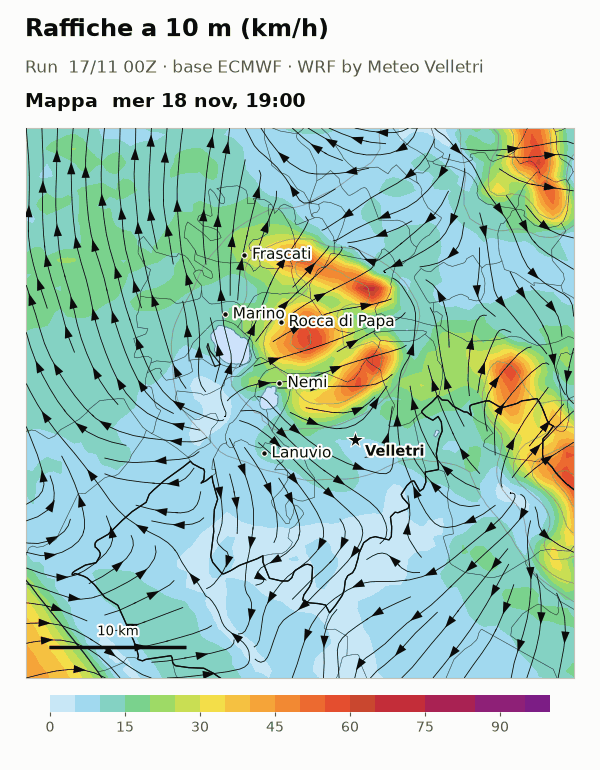 Raffiche a 10 m (km/h)
Run  17/11 00Z · base ECMWF · WRF by Meteo Velletri
Mappa  mer 18 nov, 19:00
Frascati
Marino
Rocca di Papa
Nemi
Velletri
Lanuvio
10 km
0 15 30 45 60 75 90